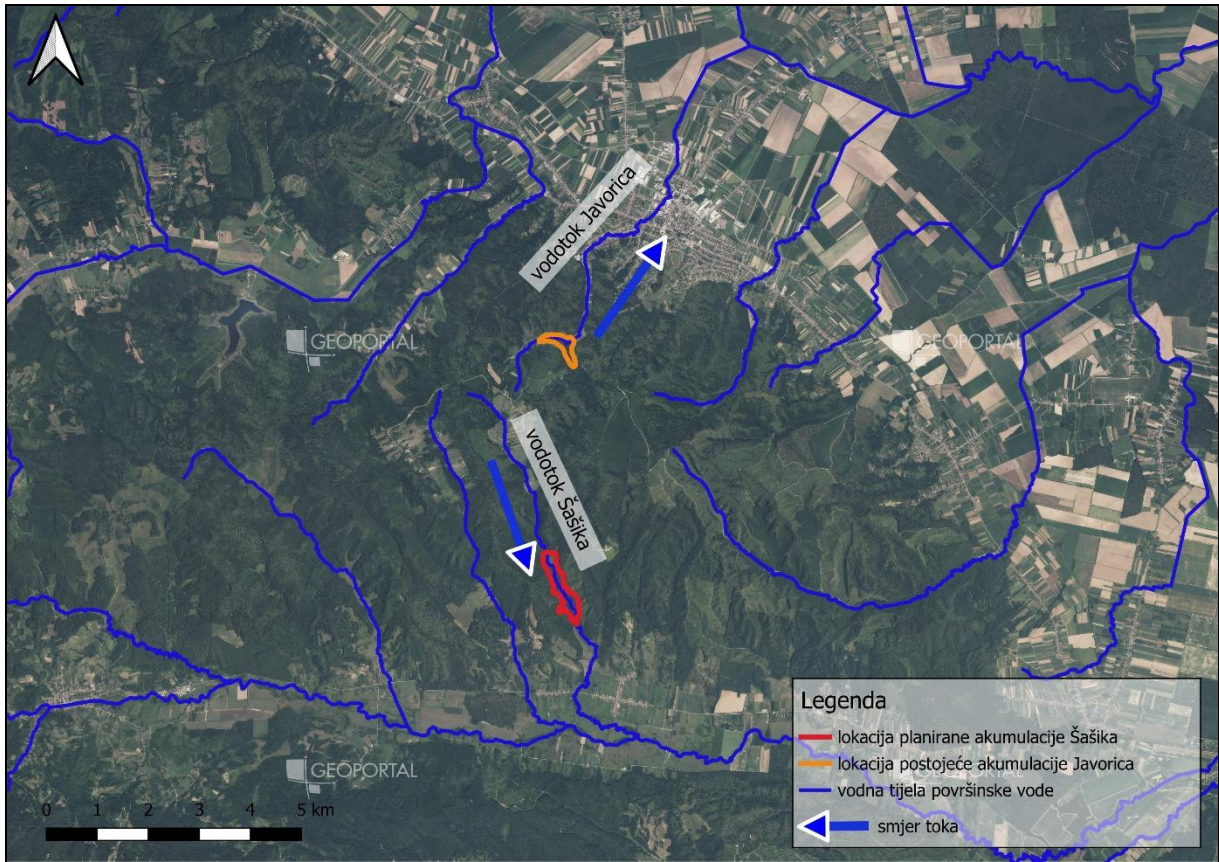 vodotok Javorica
GEOPORTAL
GEOPORTAL
vodotok Šašika
Legenda
lokacija planirane akumulacije Šašika
lokacija postojeće akumulacije Javorica
vodna tijela površinske vode
smjer toka
GEOPORTAL
GEOPORTAL
0 1 2 3 4 5 km